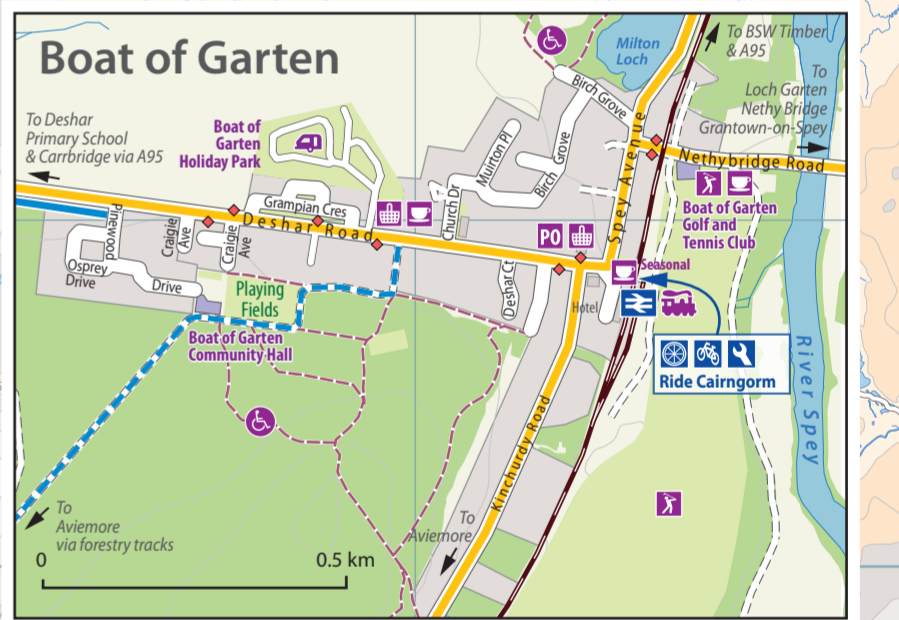 Boat of Garten
To BSW Timber
& A95
Milton
Loch
To
Loch Garten
Nethy Bridge
Grantown-on-Spey
Birch Grove
To Deshar
Primary School
& Carrbridge via A95
Boat of
Garten
Holiday Park
Muirton Pl
Birch Grove
Spey Avenue
Nethybridge Road
Church Dr
Grampian Cres
Deshar Road
Boat of Garten
Golf and
Tennis Club
Pinewood
Craigie
Ave
Craigie
Ave
PO
Osprey
Drive
Drive
Playing
Fields
Deshar Ct
Seasonal
Hotel
Boat of Garten
Community Hall
Ride Cairngorm
River Spey
Kinchurdy Road
To
Aviemore
via forestry tracks
To
Aviemore
0
0.5 km